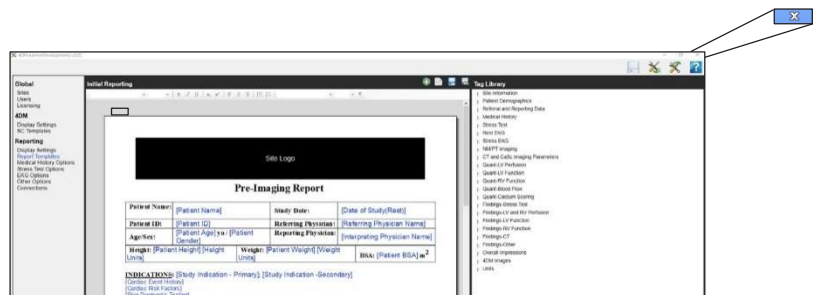 Global
Sites
Users
Licensing
4DM
Display Settings
NC Templates
Reporting
Display Settings
Report Templates
Medical History Options
Stress Test Options
EKG Options
Other Options
Connections
Initial Reporting
Site Logo
Pre-Imaging Report
Patient Name: [Patient Name] Study Date: [Date of Study(Rest)]
Patient ID: [Patient ID] Referring Physician: [Referring Physician Name]
Age/Sex: [Patient Age] yo / [Patient Gender] Reporting Physician: [Interpreting Physician Name]
Height: [Patient Height] [Height Units] Weight: [Patient Weight] [Weight Units] BSA: [Patient BSA] m2
INDICATIONS: [Study Indication - Primary]; [Study Indication -Secondary]
[Cardiac Event History]
[Cardiac Risk Factors]
Tag Library
Site Information
Patient Demographics
Referral and Reporting Data
Medical History
Stress Test
Rest EKG
Stress EKG
NM/PT Imaging
CT and CaSc Imaging Parameters
Quant-LV Perfusion
Quant-LV Function
Quant-RV Function
Quant-Blood Flow
Quant-Calcium Scoring
Findings-Stress Test
Findings-LV and RV Perfusion
Findings-LV Function
Findings-RV Function
Findings-CT
Findings-Other
Overall Impressions
4DM Images
Units